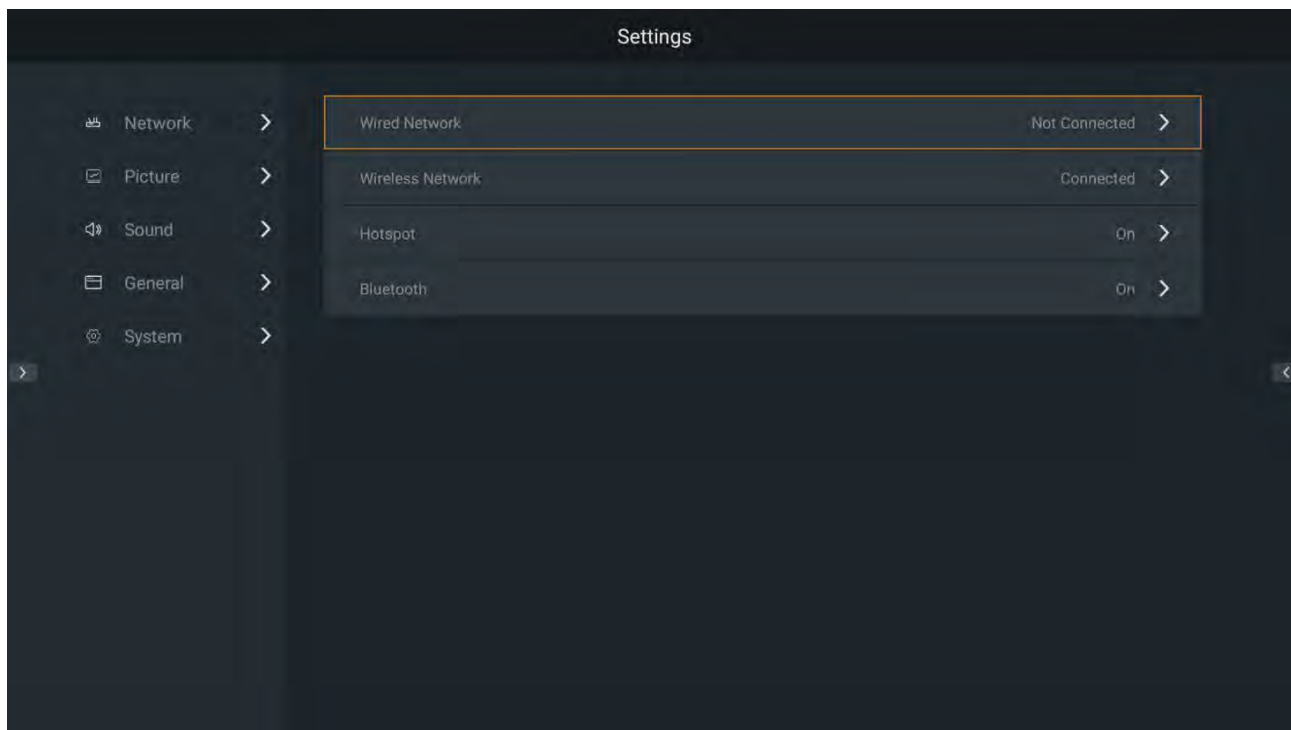 Settings
Network
Picture
Sound
General
System
Wired Network Not Connected
Wireless Network Connected
Hotspot On
Bluetooth On